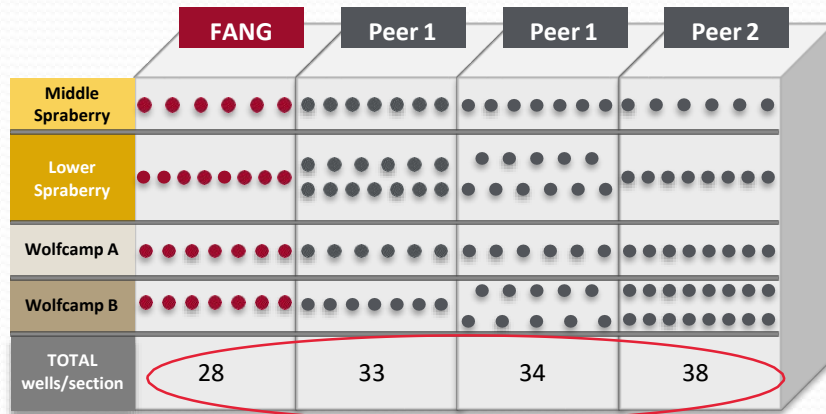 FANG Peer 1 Peer 1 Peer 2
Middle
Spraberry
Lower
Spraberry
Wolfcamp A
Wolfcamp B
TOTAL
wells/section
28 33 34 38